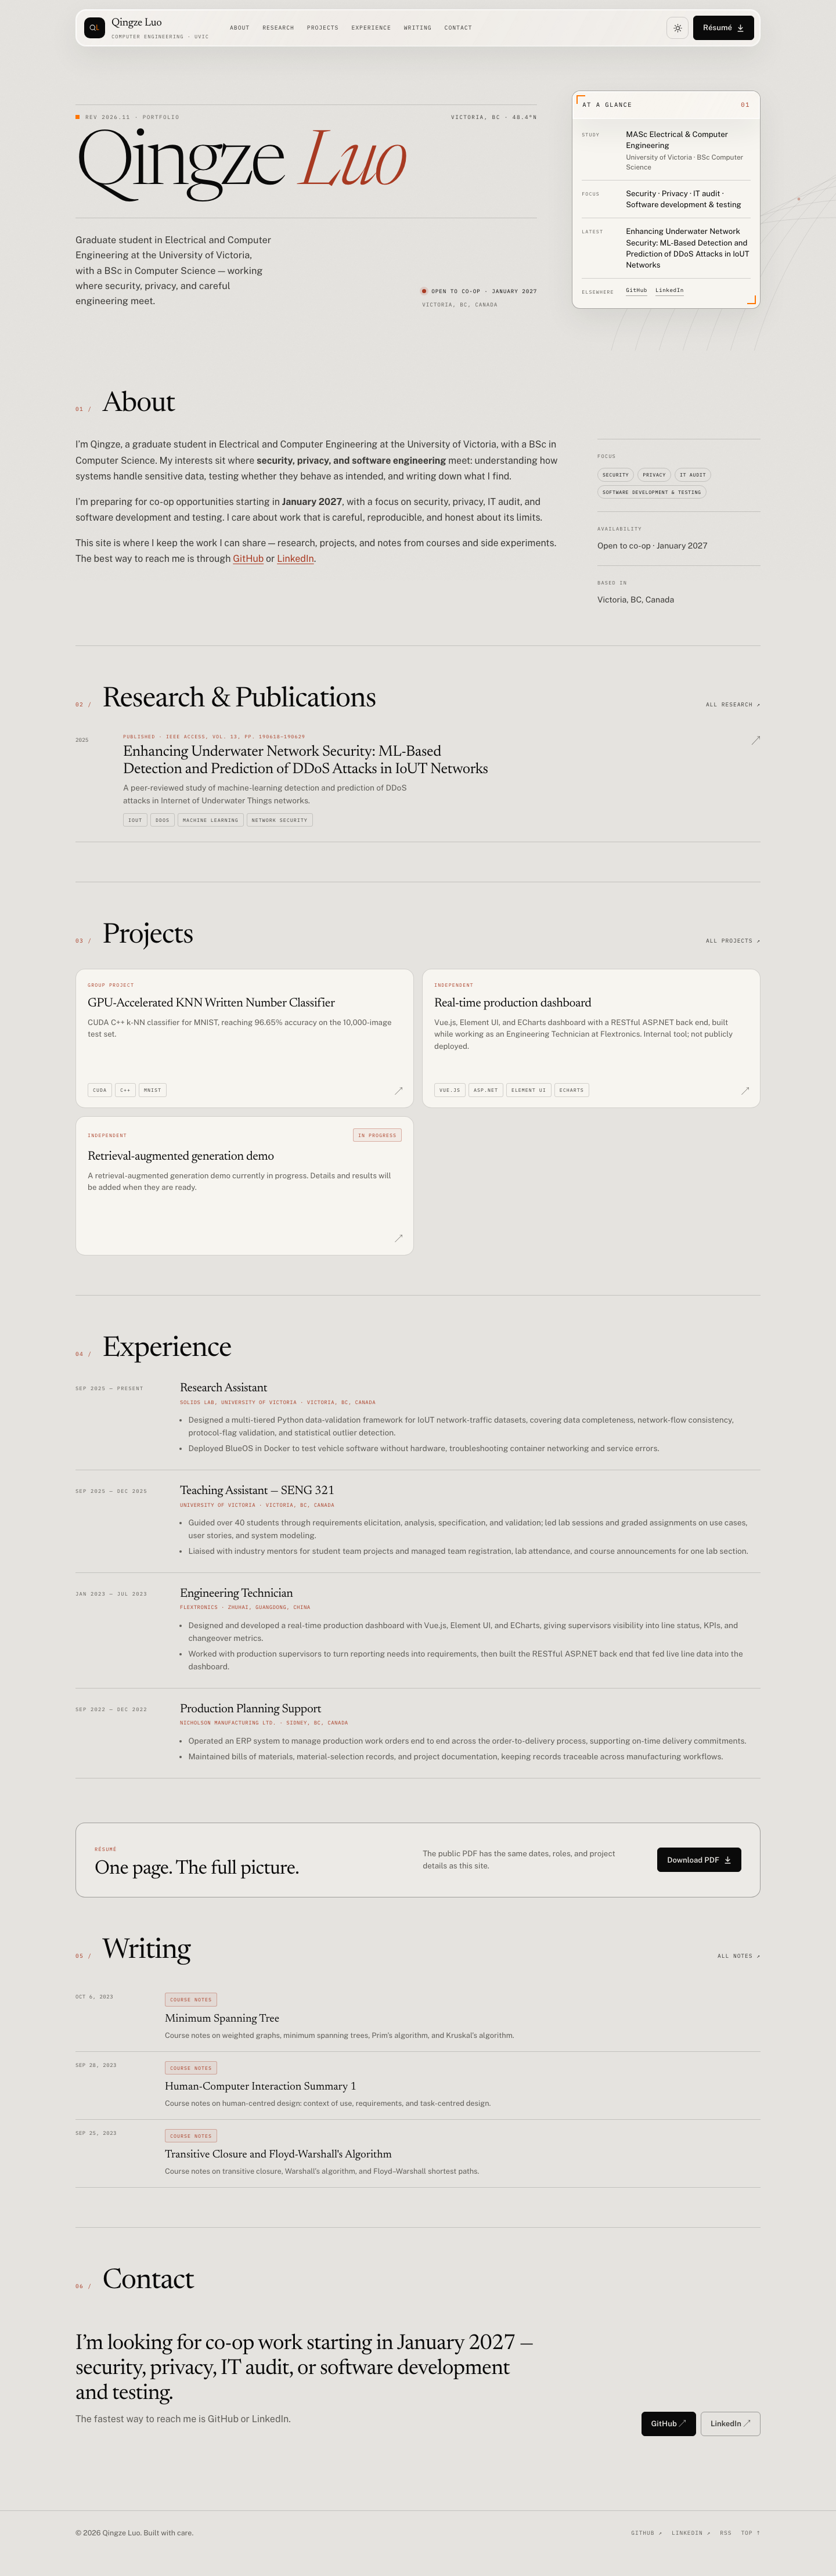 Qingze Luo
COMPUTER ENGINEERING · UVIC
ABOUT RESEARCH PROJECTS EXPERIENCE WRITING CONTACT
Résumé
REV 2026.11 · PORTFOLIO
VICTORIA, BC · 48.4°N
Qingze Luo
Graduate student in Electrical and Computer
Engineering at the University of Victoria,
with a BSc in Computer Science — working
where security, privacy, and careful
engineering meet.
OPEN TO CO-OP · JANUARY 2027
VICTORIA, BC, CANADA
AT A GLANCE 01
STUDY
MASc Electrical & Computer
Engineering
University of Victoria · BSc Computer
Science
FOCUS
Security · Privacy · IT audit ·
Software development & testing
LATEST
Enhancing Underwater Network
Security: ML-Based Detection and
Prediction of DDoS Attacks in IoUT
Networks
ELSEWHERE
GitHub LinkedIn
01 / About
I'm Qingze, a graduate student in Electrical and Computer Engineering at the University of Victoria, with a BSc in
Computer Science. My interests sit where security, privacy, and software engineering meet: understanding how
systems handle sensitive data, testing whether they behave as intended, and writing down what I find.
I'm preparing for co-op opportunities starting in January 2027, with a focus on security, privacy, IT audit, and
software development and testing. I care about work that is careful, reproducible, and honest about its limits.
This site is where I keep the work I can share — research, projects, and notes from courses and side experiments.
The best way to reach me is through GitHub or LinkedIn.
FOCUS
SECURITY PRIVACY IT AUDIT
SOFTWARE DEVELOPMENT & TESTING
AVAILABILITY
Open to co-op · January 2027
BASED IN
Victoria, BC, Canada
02 / Research & Publications
ALL RESEARCH ↗
2025
PUBLISHED · IEEE ACCESS, VOL. 13, PP. 190618–190629
Enhancing Underwater Network Security: ML-Based
Detection and Prediction of DDoS Attacks in IoUT Networks
A peer-reviewed study of machine-learning detection and prediction of DDoS
attacks in Internet of Underwater Things networks.
IOUT DDOS MACHINE LEARNING NETWORK SECURITY
03 / Projects
ALL PROJECTS ↗
GROUP PROJECT
GPU-Accelerated KNN Written Number Classifier
CUDA C++ k-NN classifier for MNIST, reaching 96.65% accuracy on the 10,000-image
test set.
CUDA C++ MNIST
INDEPENDENT
Real-time production dashboard
Vue.js, Element UI, and ECharts dashboard with a RESTful ASP.NET back end, built
while working as an Engineering Technician at Flextronics. Internal tool; not publicly
deployed.
VUE.JS ASP.NET ELEMENT UI ECHARTS
INDEPENDENT
IN PROGRESS
Retrieval-augmented generation demo
A retrieval-augmented generation demo currently in progress. Details and results will
be added when they are ready.
04 / Experience
SEP 2025 — PRESENT
Research Assistant
SOLIDS LAB, UNIVERSITY OF VICTORIA · VICTORIA, BC, CANADA
• Designed a multi-tiered Python data-validation framework for IoUT network-traffic datasets, covering data completeness, network-flow consistency,
protocol-flag validation, and statistical outlier detection.
• Deployed BlueOS in Docker to test vehicle software without hardware, troubleshooting container networking and service errors.
SEP 2025 — DEC 2025
Teaching Assistant — SENG 321
UNIVERSITY OF VICTORIA · VICTORIA, BC, CANADA
• Guided over 40 students through requirements elicitation, analysis, specification, and validation; led lab sessions and graded assignments on use cases,
user stories, and system modeling.
• Liaised with industry mentors for student team projects and managed team registration, lab attendance, and course announcements for one lab section.
JAN 2023 — JUL 2023
Engineering Technician
FLEXTRONICS · ZHUHAI, GUANGDONG, CHINA
• Designed and developed a real-time production dashboard with Vue.js, Element UI, and ECharts, giving supervisors visibility into line status, KPIs, and
changeover metrics.
• Worked with production supervisors to turn reporting needs into requirements, then built the RESTful ASP.NET back end that fed live line data into the
dashboard.
SEP 2022 — DEC 2022
Production Planning Support
NICHOLSON MANUFACTURING LTD. · SIDNEY, BC, CANADA
• Operated an ERP system to manage production work orders end to end across the order-to-delivery process, supporting on-time delivery commitments.
• Maintained bills of materials, material-selection records, and project documentation, keeping records traceable across manufacturing workflows.
RÉSUMÉ
One page. The full picture.
The public PDF has the same dates, roles, and project
details as this site.
Download PDF
05 / Writing
ALL NOTES ↗
OCT 6, 2023
COURSE NOTES
Minimum Spanning Tree
Course notes on weighted graphs, minimum spanning trees, Prim's algorithm, and Kruskal's algorithm.
SEP 28, 2023
COURSE NOTES
Human-Computer Interaction Summary 1
Course notes on human-centred design: context of use, requirements, and task-centred design.
SEP 25, 2023
COURSE NOTES
Transitive Closure and Floyd-Warshall's Algorithm
Course notes on transitive closure, Warshall's algorithm, and Floyd–Warshall shortest paths.
06 / Contact
I'm looking for co-op work starting in January 2027 —
security, privacy, IT audit, or software development
and testing.
The fastest way to reach me is GitHub or LinkedIn.
GitHub ↗ LinkedIn ↗
© 2026 Qingze Luo. Built with care.
GITHUB ↗ LINKEDIN ↗ RSS TOP ↑